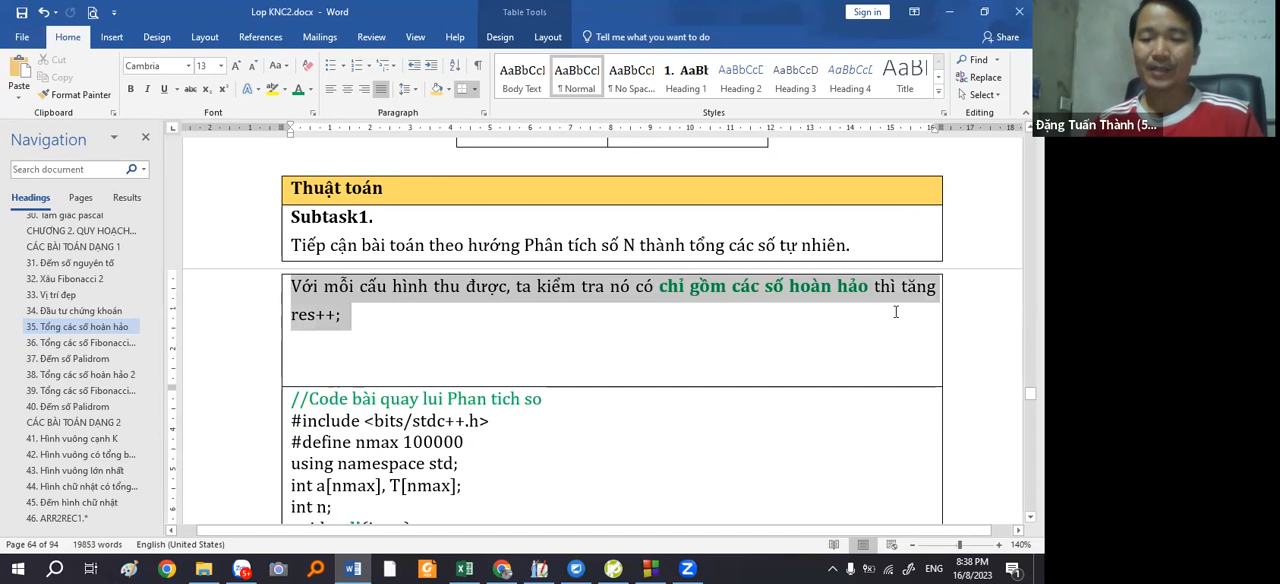 Lop KNC2.docx - Word
Table Tools
Sign in
File
Home
Insert
Design
Layout
References
Mailings
Review
View
Help
Design
Layout
Tell me what you want to do
Share
Paste
Cut
Copy
Format Painter
Clipboard
Cambria
13
Font
Paragraph
AaBbCcl
Body Text
AaBbCcl
¶ Normal
AaBbCcl
¶ No Spac...
1. AaBb
Heading 1
AaBbCcD
Heading 2
AaBbCcD
Heading 3
AaBbCcD
Heading 4
AaBl
Title
Styles
Find
Replace
Select
Editing
Đặng Tuấn Thành (5...
Navigation
Search document
Headings
Pages
Results
30. Tam giác pascal
CHƯƠNG 2. QUY HOẠCH...
CÁC BÀI TOÁN DẠNG 1
31. Đếm số nguyên tố
32. Xâu Fibonacci 2
33. Vị trí đẹp
34. Đầu tư chứng khoán
35. Tổng các số hoàn hảo
36. Tổng các số Fibonacc...
37. Đếm số Palidrom
38. Tổng các số hoàn hảo 2
39. Tổng các số Fibonacc...
40. Đếm số Palidrom
CÁC BÀI TOÁN DẠNG 2
41. Hình vuông cạnh K
42. Hình vuông có tổng b...
43. Hình vuông lớn nhất
44. Hình chữ nhật có tổng...
45. Đếm hình chữ nhật
46. ARR2REC1.*
Thuật toán
Subtask1.
Tiếp cận bài toán theo hướng Phân tích số N thành tổng các số tự nhiên.
Với mỗi cấu hình thu được, ta kiểm tra nó có chỉ gồm các số hoàn hảo thì tăng
res++;
//Code bài quay lui Phan tich so
#include <bits/stdc++.h>
#define nmax 100000
using namespace std;
int a[nmax], T[nmax];
int n;
Page 64 of 94
19853 words
English (United States)
140%
ENG
8:38 PM
16/8/2023